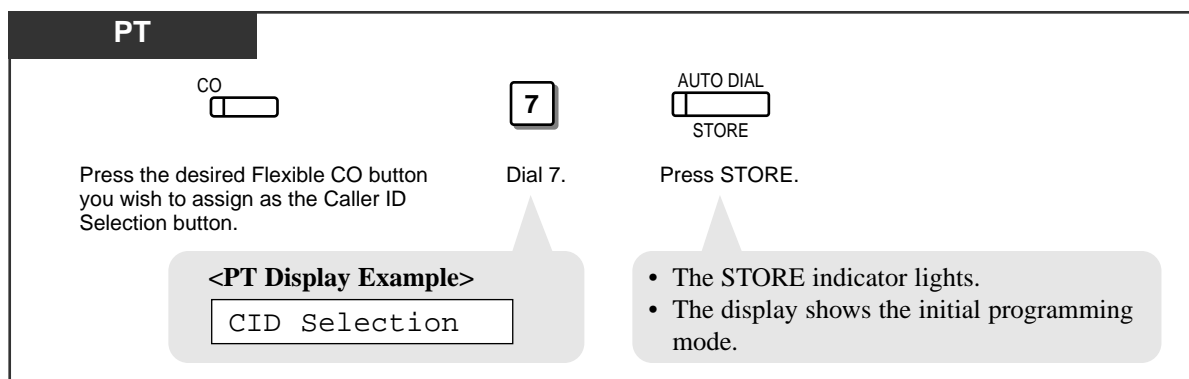 PT
CO
7
AUTO DIAL
STORE
Press the desired Flexible CO button
you wish to assign as the Caller ID
Selection button.
Dial 7.
Press STORE.
<PT Display Example>
CID Selection
• The STORE indicator lights.
• The display shows the initial programming
mode.